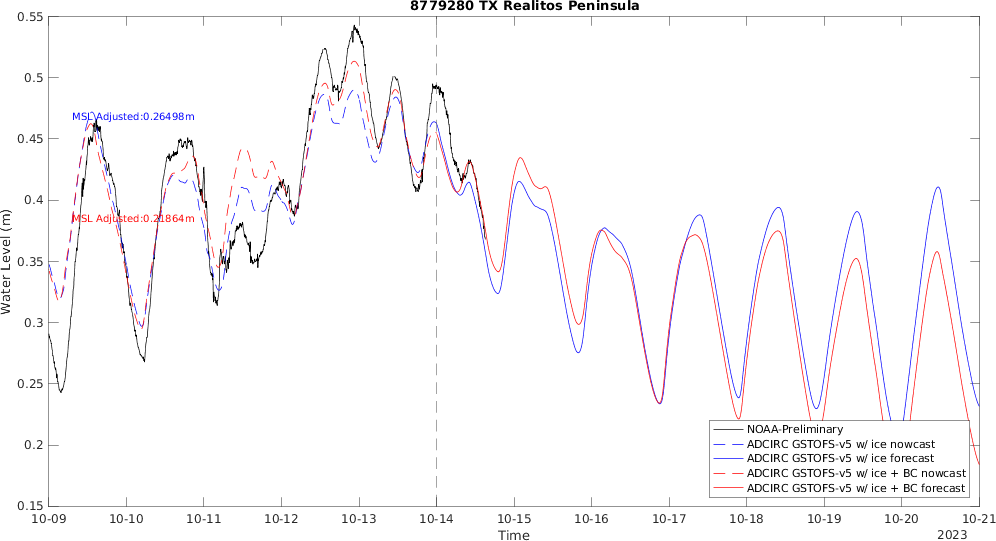 8779280 TX Realitos Peninsula
0.55
0.5
0.45
0.4
0.35
0.3
0.25
0.2
0.15
Water Level (m)
MSL Adjusted:0.26498m
MSL Adjusted:0.21864m
NOAA-Preliminary
ADCIRC GSTOFS-v5 w/ ice nowcast
ADCIRC GSTOFS-v5 w/ ice forecast
ADCIRC GSTOFS-v5 w/ ice + BC nowcast
ADCIRC GSTOFS-v5 w/ ice + BC forecast
10-09 10-10 10-11 10-12 10-13 10-14 10-15 10-16 10-17 10-18 10-19 10-20 10-21
Time
2023